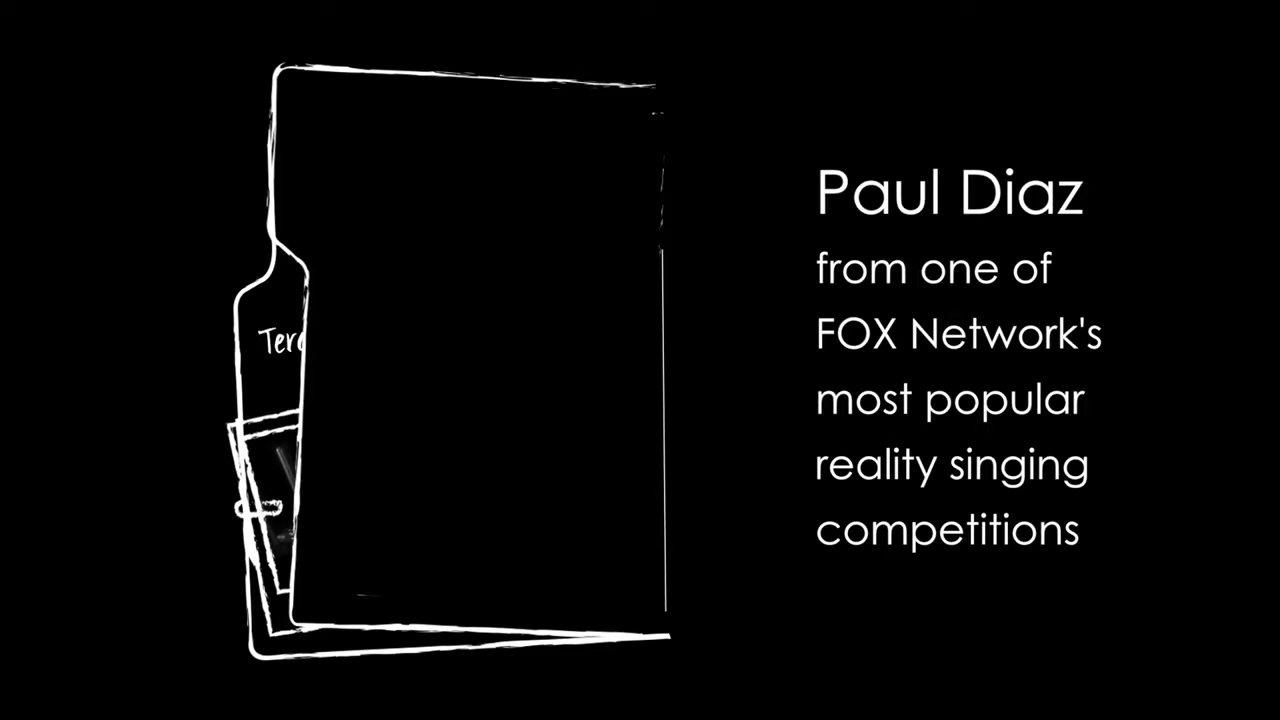 Paul Diaz
from one of
FOX Network's
most popular
reality singing
competitions